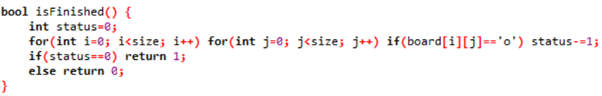 bool isFinished() {
    int status=0;
    for(int i=0; i<size; i++) for(int j=0; j<size; j++) if(board[i][j]=='o') status-=1;
    if(status==0) return 1;
    else return 0;
}